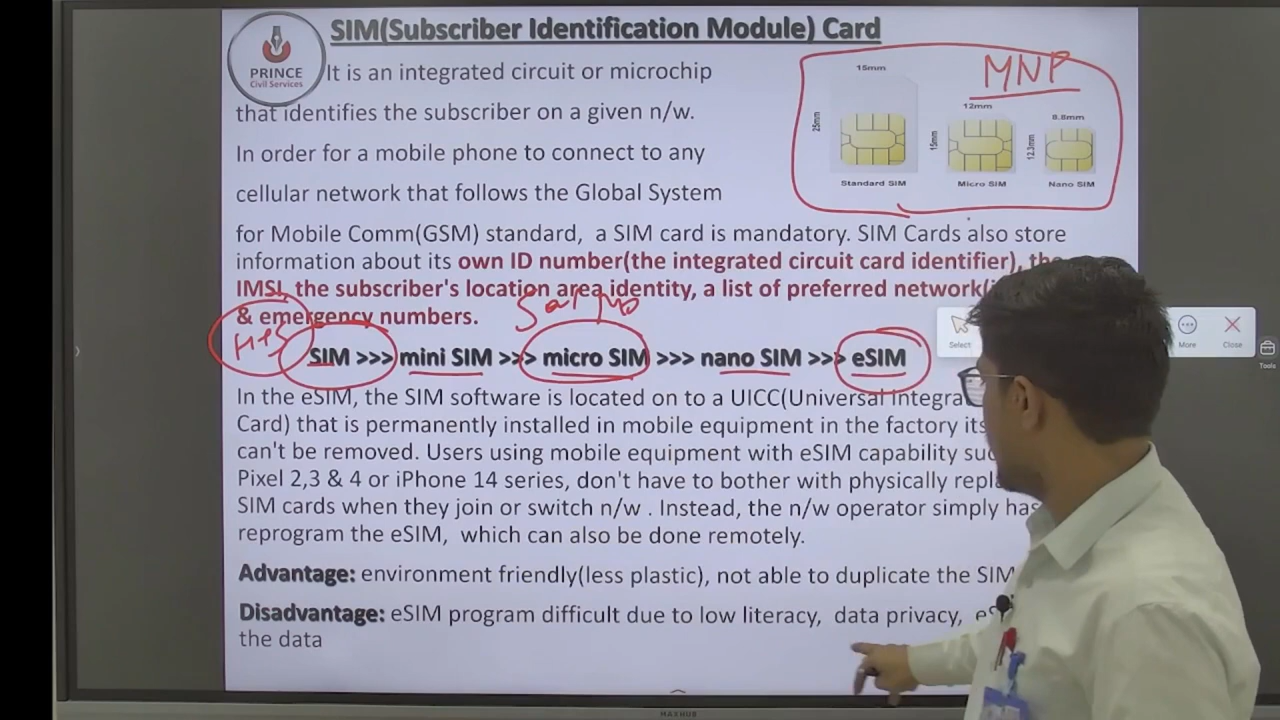 SIM(Subscriber Identification Module) Card
PRINCE
Civil Services
It is an integrated circuit or microchip
that identifies the subscriber on a given n/w.
In order for a mobile phone to connect to any
cellular network that follows the Global System
for Mobile Comm(GSM) standard, a SIM card is mandatory. SIM Cards also store
information about its own ID number(the integrated circuit card identifier), the
IMSI, the subscriber's location area identity, a list of preferred network(
& emergency numbers.
MNP
15mm
25mm
Standard SIM
12mm
15mm
Micro SIM
8.8mm
12.3mm
Nano SIM
SIM >>> mini SIM >>> micro SIM >>> nano SIM >>> eSIM
Select
More
Close
Tools
In the eSIM, the SIM software is located on to a UICC(Universal
Card) that is permanently installed in mobile equipment in the factory
can't be removed. Users using mobile equipment with eSIM capability
Pixel 2,3 & 4 or iPhone 14 series, don't have to bother with physically
SIM cards when they join or switch n/w . Instead, the n/w operator simply has
reprogram the eSIM, which can also be done remotely.
Advantage: environment friendly(less plastic), not able to duplicate the SIM
Disadvantage: eSIM program difficult due to low literacy, data privacy,
the data
MAXHUB